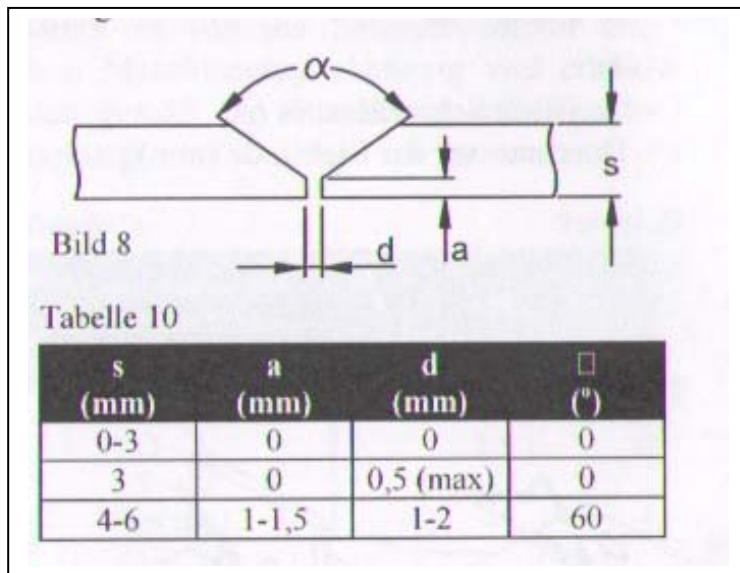 α
s
Bild 8
d
a
Tabelle 10
s a d □
(mm) (mm) (mm) (º)
0-3 0 0 0
3 0 0,5 (max) 0
4-6 1-1,5 1-2 60